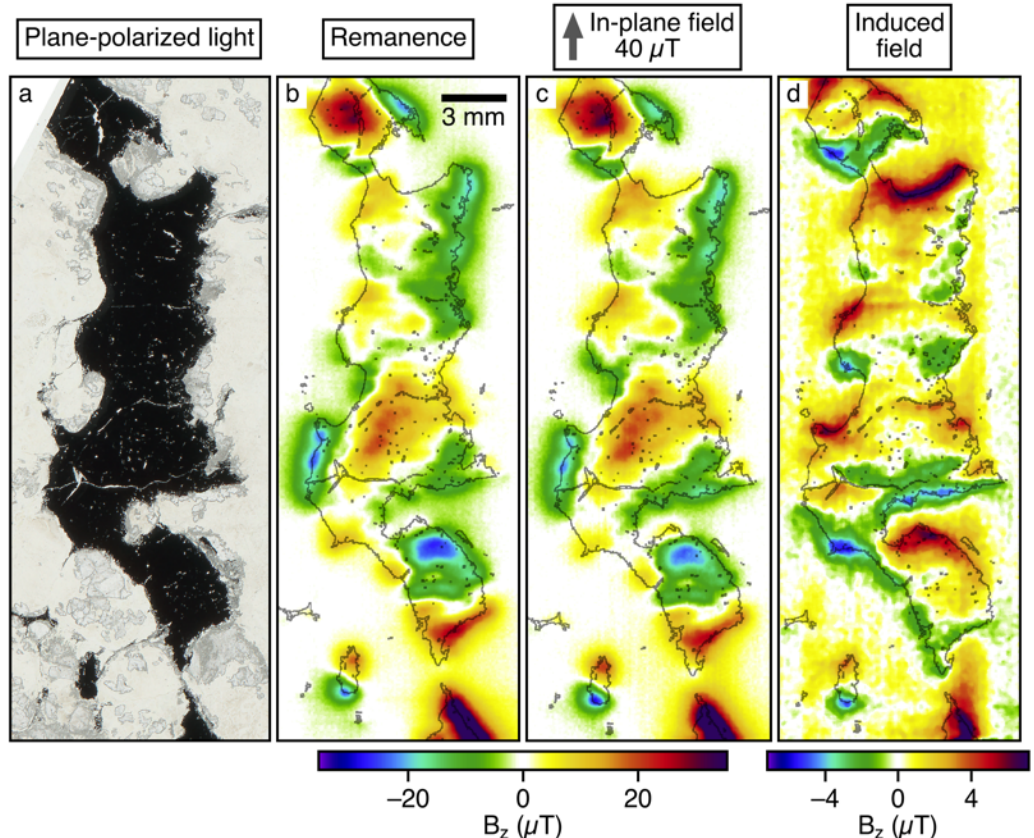 Plane-polarized light
Remanence
In-plane field
40 μT
Induced
field
a
b
3 mm
c
d
−20 0 20
B_z (μT)
−4 0 4
B_z (μT)